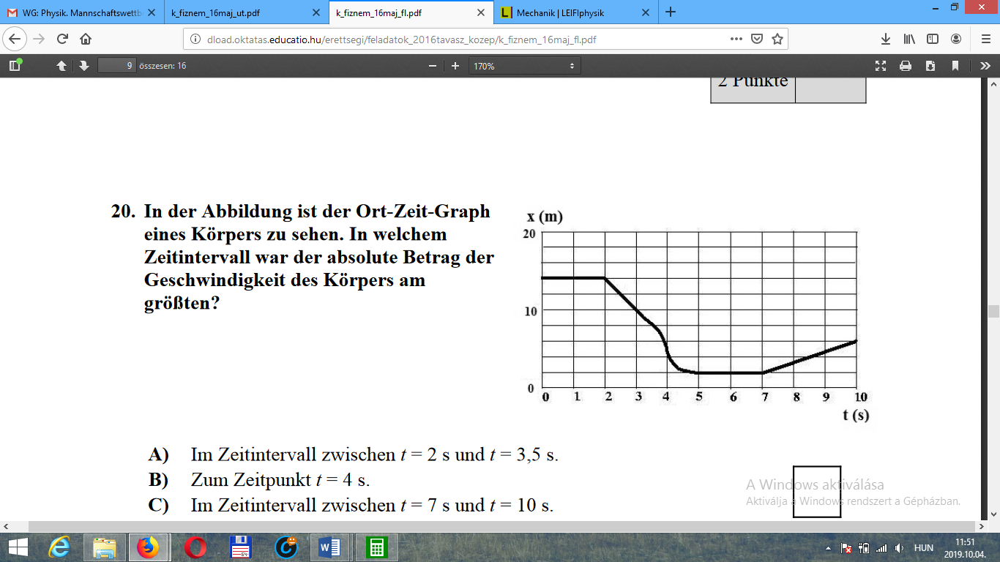 WG: Physik. Mannschaftswettb
k_fiznem_16maj_ut.pdf
k_fiznem_16maj_fl.pdf
L Mechanik | LEIFIphysik
dload.oktatas.educatio.hu/erettsegi/feladatok_2016tavasz_kozep/k_fiznem_16maj_fl.pdf
9 összesen: 16
170%
2 Punkte
20. In der Abbildung ist der Ort-Zeit-Graph
eines Körpers zu sehen. In welchem
Zeitintervall war der absolute Betrag der
Geschwindigkeit des Körpers am
größten?
x (m)
20
10
0
0 1 2 3 4 5 6 7 8 9 10
t (s)
A) Im Zeitintervall zwischen t = 2 s und t = 3,5 s.
B) Zum Zeitpunkt t = 4 s.
C) Im Zeitintervall zwischen t = 7 s und t = 10 s.
A Windows aktiválása
Aktiválja a Windows rendszert a Gépházban.
HUN
11:51
2019.10.04.